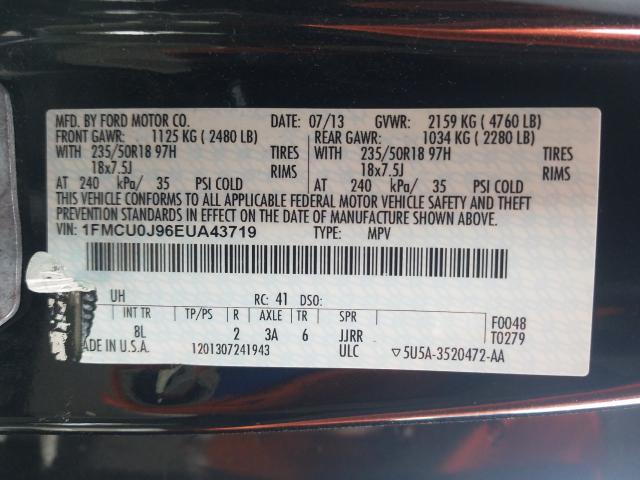 MFD. BY FORD MOTOR CO. DATE: 07/13 GVWR: 2159 KG ( 4760 LB)
FRONT GAWR: 1125 KG ( 2480 LB) REAR GAWR: 1034 KG ( 2280 LB)
WITH 235/50R18 97H TIRES WITH 235/50R18 97H TIRES
18x7.5J RIMS 18x7.5J RIMS
AT 240 kPa/ 35 PSI COLD AT 240 kPa/ 35 PSI COLD
THIS VEHICLE CONFORMS TO ALL APPLICABLE FEDERAL MOTOR VEHICLE SAFETY AND THEFT
PREVENTION STANDARDS IN EFFECT ON THE DATE OF MANUFACTURE SHOWN ABOVE.
VIN: 1FMCU0J96EUA43719 TYPE: MPV
UH RC: 41 DSO: F0048
INT TR TP/PS R AXLE TR SPR T0279
8L 2 3A 6 JJRR
ADE IN U.S.A. 1201307241943 ULC ▽5U5A-3520472-AA